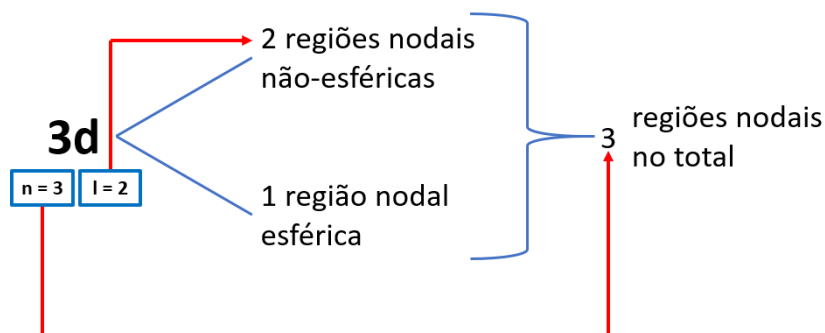 2 regiões nodais
não-esféricas
3d
n = 3
l = 2
1 região nodal
esférica
3
regiões nodais
no total